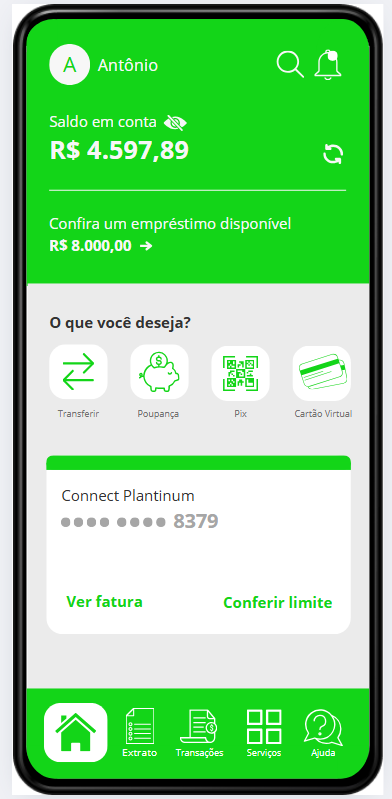 A
Antônio
Saldo em conta
R$ 4.597,89
Confira um empréstimo disponível
R$ 8.000,00 →
O que você deseja?
Transferir
Poupança
Pix
Cartão Virtual
Connect Plantinum
•••• •••• 8379
Ver fatura
Conferir limite
Extrato
Transações
Serviços
Ajuda